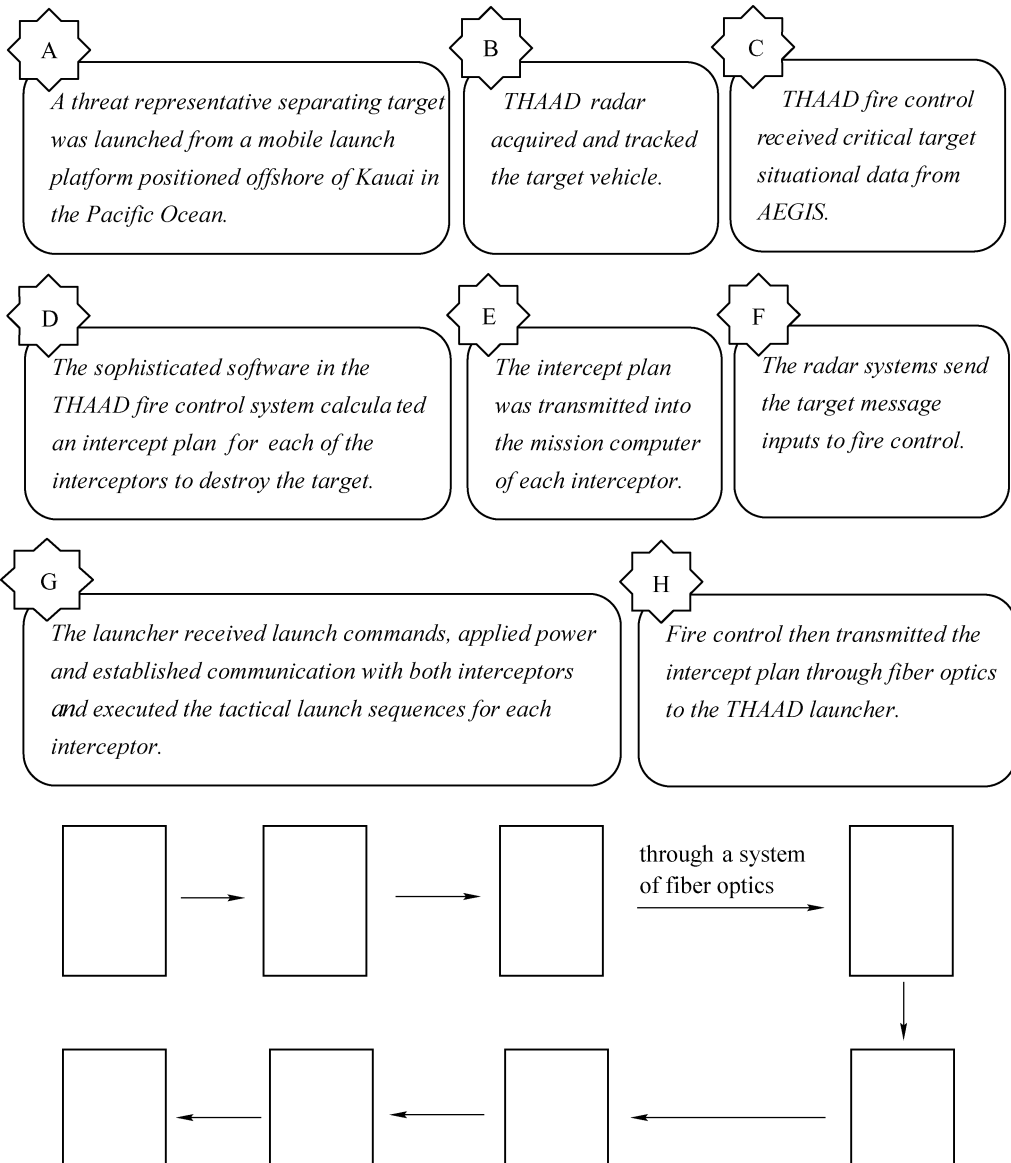 A
A threat representative separating target
was launched from a mobile launch
platform positioned offshore of Kauai in
the Pacific Ocean.
B
THAAD radar
acquired and tracked
the target vehicle.
C
THAAD fire control
received critical target
situational data from
AEGIS.
D
The sophisticated software in the
THAAD fire control system calcula ted
an intercept plan for each of the
interceptors to destroy the target.
E
The intercept plan
was transmitted into
the mission computer
of each interceptor.
F
The radar systems send
the target message
inputs to fire control.
G
The launcher received launch commands, applied power
and established communication with both interceptors
and executed the tactical launch sequences for each
interceptor.
H
Fire control then transmitted the
intercept plan through fiber optics
to the THAAD launcher.
through a system
of fiber optics